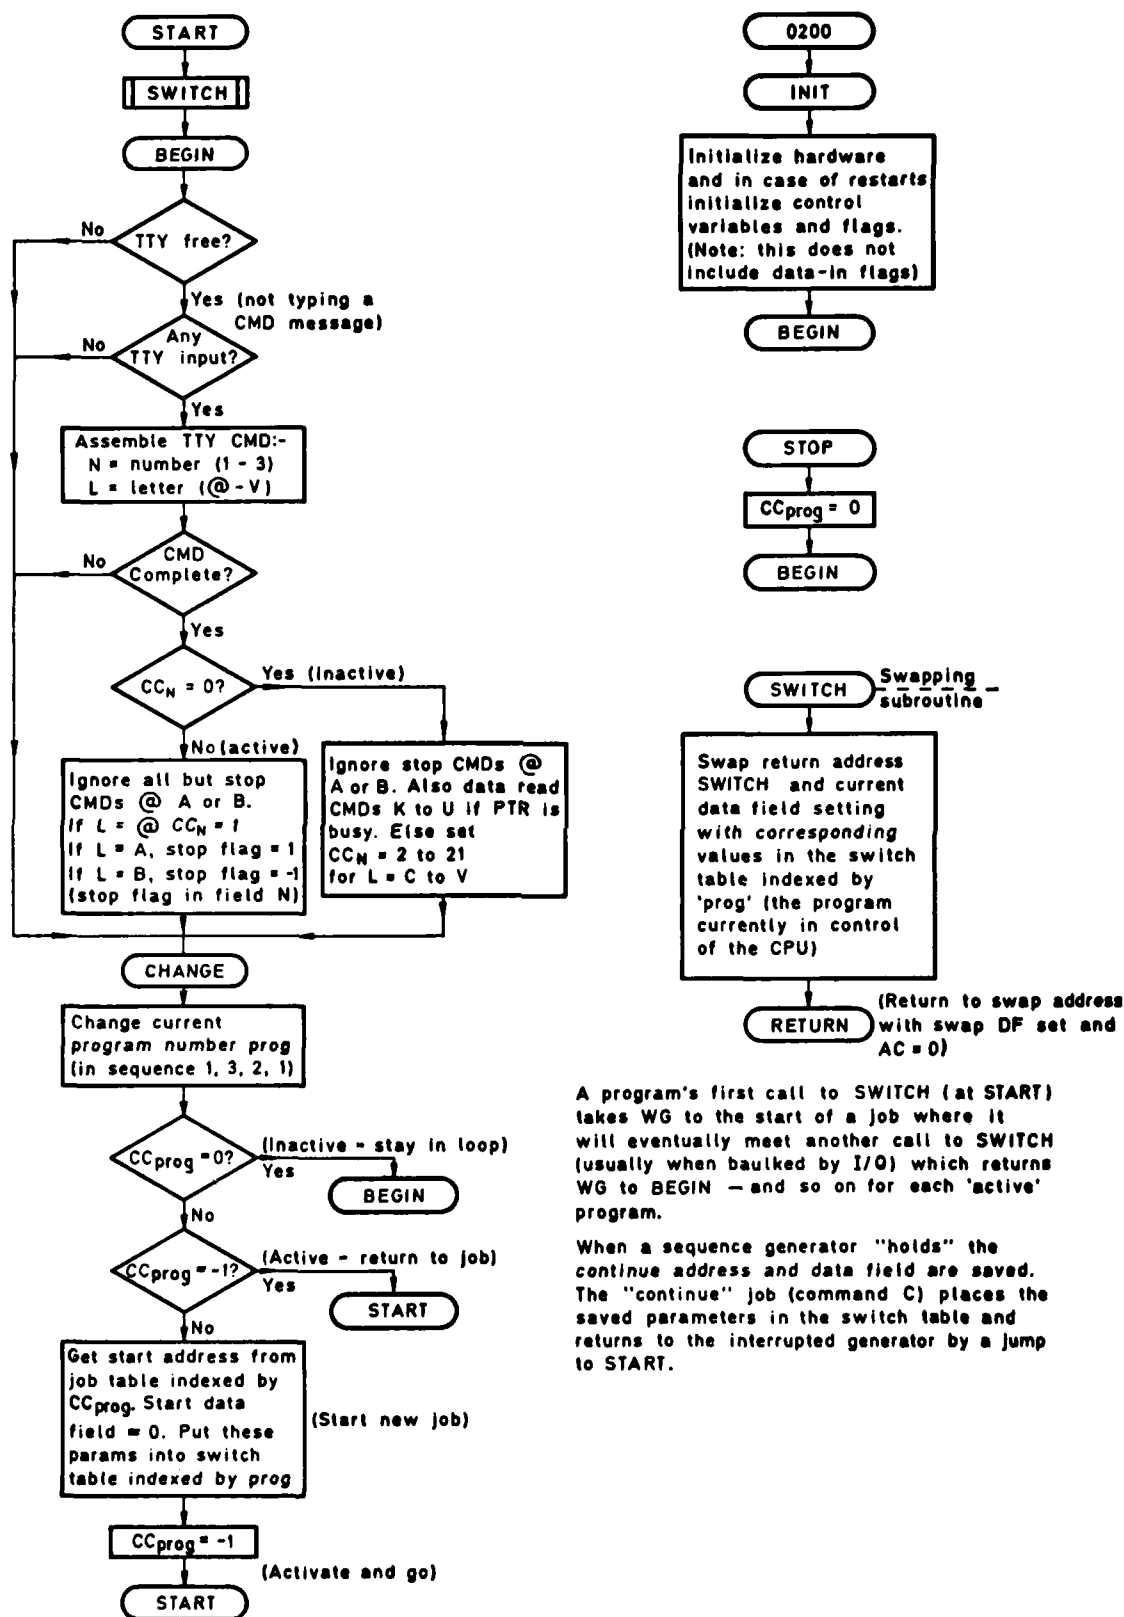 START
SWITCH
BEGIN
No
TTY free?
Yes (not typing a
CMD message)
Any
No
TTY input?
Yes
Assemble TTY CMD:-
N = number (1 - 3)
L = letter (@ - V)
CMD
No
Complete?
Yes
CC_N = 0?
Yes (Inactive)
No (active)
Ignore all but stop
CMDs @ A or B.
If L = @ CC_N = 1
If L = A, stop flag = 1
If L = B, stop flag = -1
(stop flag in field N)
Ignore stop CMDs @
A or B. Also data read
CMDs K to U if PTR is
busy. Else set
CC_N = 2 to 21
for L = C to V
CHANGE
Change current
program number prog
(in sequence 1, 3, 2, 1)
CCprog = 0?
(Inactive - stay in loop)
Yes
BEGIN
No
CCprog = -1?
(Active - return to job)
Yes
START
No
Get start address from
job table indexed by
CCprog. Start data
field = 0. Put these
params into switch
table indexed by prog
(Start new job)
CCprog = -1
(Activate and go)
START
0200
INIT
Initialize hardware
and in case of restarts
initialize control
variables and flags.
(Note: this does not
include data-in flags)
BEGIN
STOP
CCprog = 0
BEGIN
SWITCH
Swapping
subroutine
Swap return address
SWITCH and current
data field setting
with corresponding
values in the switch
table indexed by
'prog' (the program
currently in control
of the CPU)
RETURN
(Return to swap address
with swap DF set and
AC = 0)
A program's first call to SWITCH (at START)
takes WG to the start of a job where it
will eventually meet another call to SWITCH
(usually when baulked by I/O) which returns
WG to BEGIN — and so on for each 'active'
program.
When a sequence generator "holds" the
continue address and data field are saved.
The "continue" job (command C) places the
saved parameters in the switch table and
returns to the interrupted generator by a jump
to START.